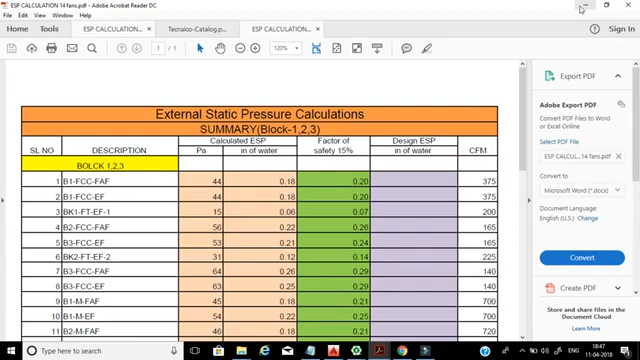 ESP CALCULATION 14 fans.pdf - Adobe Acrobat Reader DC
File Edit View Window Help
Home Tools ESP CALCULATION ... Tecnalco-Catalog.p... ESP CALCULATION ... × Sign In
1 / 1 120%
Export PDF
Adobe Export PDF
Convert PDF Files to Word or Excel Online
Select PDF File
ESP CALCUL...14 fans.pdf ×
Convert to
Microsoft Word (*.docx)
Document Language:
English (U.S.) Change
Convert
Create PDF
Store and share files in the Document Cloud
Learn More
External Static Pressure Calculations
SUMMARY(Block-1,2,3)
SL NO DESCRIPTION Calculated ESP Pa in of water Factor of safety 15% Design ESP in of water CFM
BOLCK 1,2,3
1 B1-FCC-FAF 44 0.18 0.20 375
2 B1-FCC-EF 44 0.18 0.20 375
3 BK1-FT-EF-1 15 0.06 0.07 200
4 B2-FCC-FAF 56 0.22 0.26 165
5 B3-FCC-EF 53 0.21 0.24 165
6 BK2-FT-EF-2 31 0.12 0.14 225
7 B3-FCC-FAF 64 0.26 0.29 140
8 B3-FCC-EF 63 0.25 0.29 140
9 B1-M-FAF 45 0.18 0.21 700
10 B1-M-EF 54 0.22 0.25 700
11 B2-M-FAF 46 0.18 0.21 720
Type here to search
18:47
11-04-2018